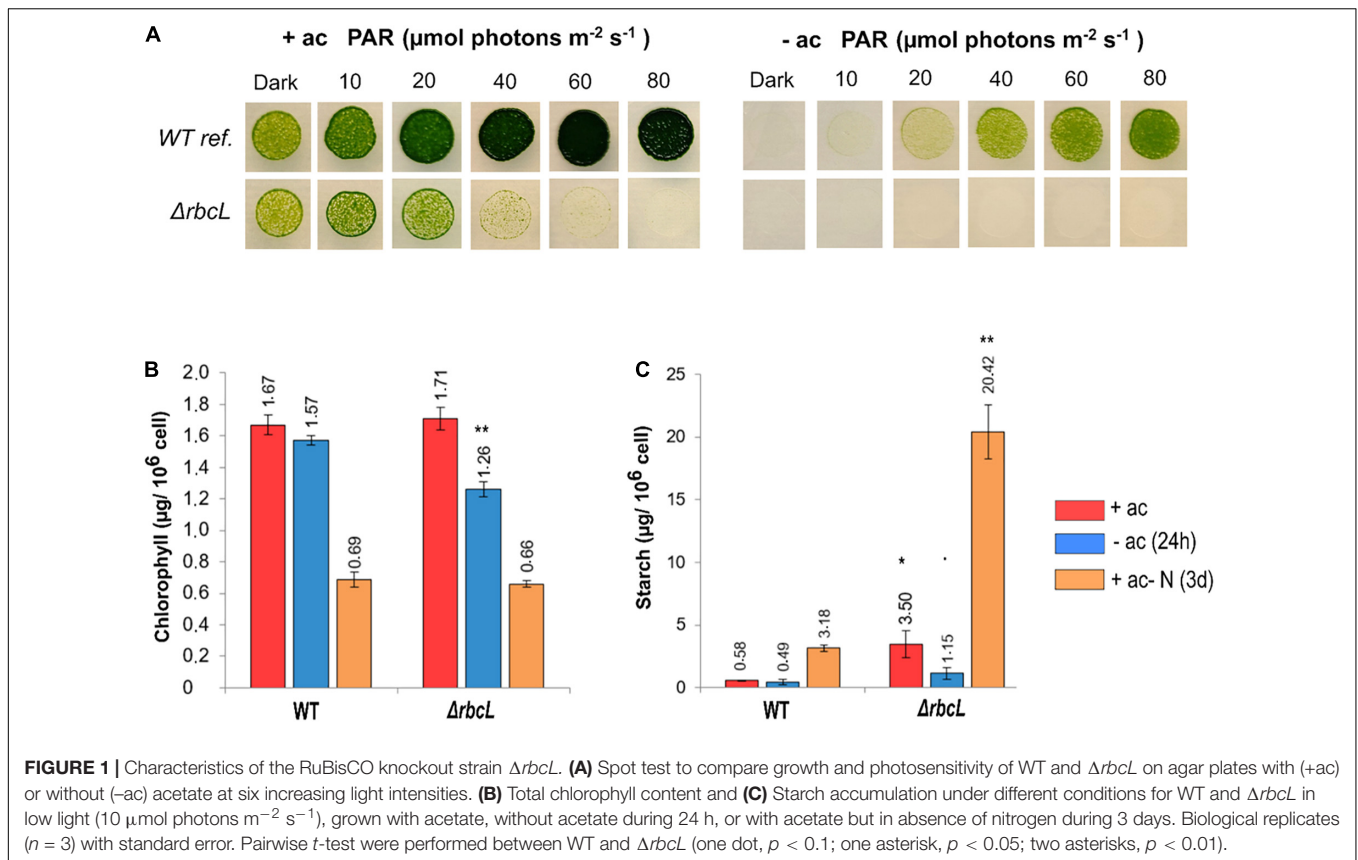 A
+ ac PAR (µmol photons m-2 s-1 )
- ac PAR (µmol photons m-2 s-1 )
Dark 10 20 40 60 80
Dark 10 20 40 60 80
WT ref.
ΔrbcL
B
Chlorophyll (µg/ 10⁶ cell)
2,0
1.8
1.6
1.4
1.2
1.0
0.8
0.6
0.4
0,2
0
1.67
1.57
0.69
1.71
**
1.26
0.66
WT
ΔrbcL
C
Starch (µg/ 10⁶ cell)
25
20
15
10
5
0
0.58
0.49
3.18
*
3.50
.
1.15
**
20.42
WT
ΔrbcL
+ ac
- ac (24h)
+ ac- N (3d)
FIGURE 1 | Characteristics of the RuBisCO knockout strain ΔrbcL. (A) Spot test to compare growth and photosensitivity of WT and ΔrbcL on agar plates with (+ac)
or without (–ac) acetate at six increasing light intensities. (B) Total chlorophyll content and (C) Starch accumulation under different conditions for WT and ΔrbcL in
low light (10 µmol photons m−2 s−1), grown with acetate, without acetate during 24 h, or with acetate but in absence of nitrogen during 3 days. Biological replicates
(n = 3) with standard error. Pairwise t-test were performed between WT and ΔrbcL (one dot, p < 0.1; one asterisk, p < 0.05; two asterisks, p < 0.01).